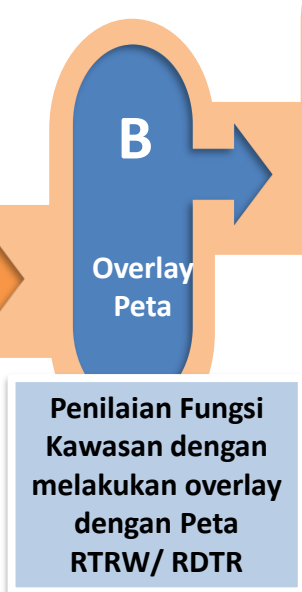 B
Overlay
Peta
Penilaian Fungsi
Kawasan dengan
melakukan overlay
dengan Peta
RTRW/ RDTR